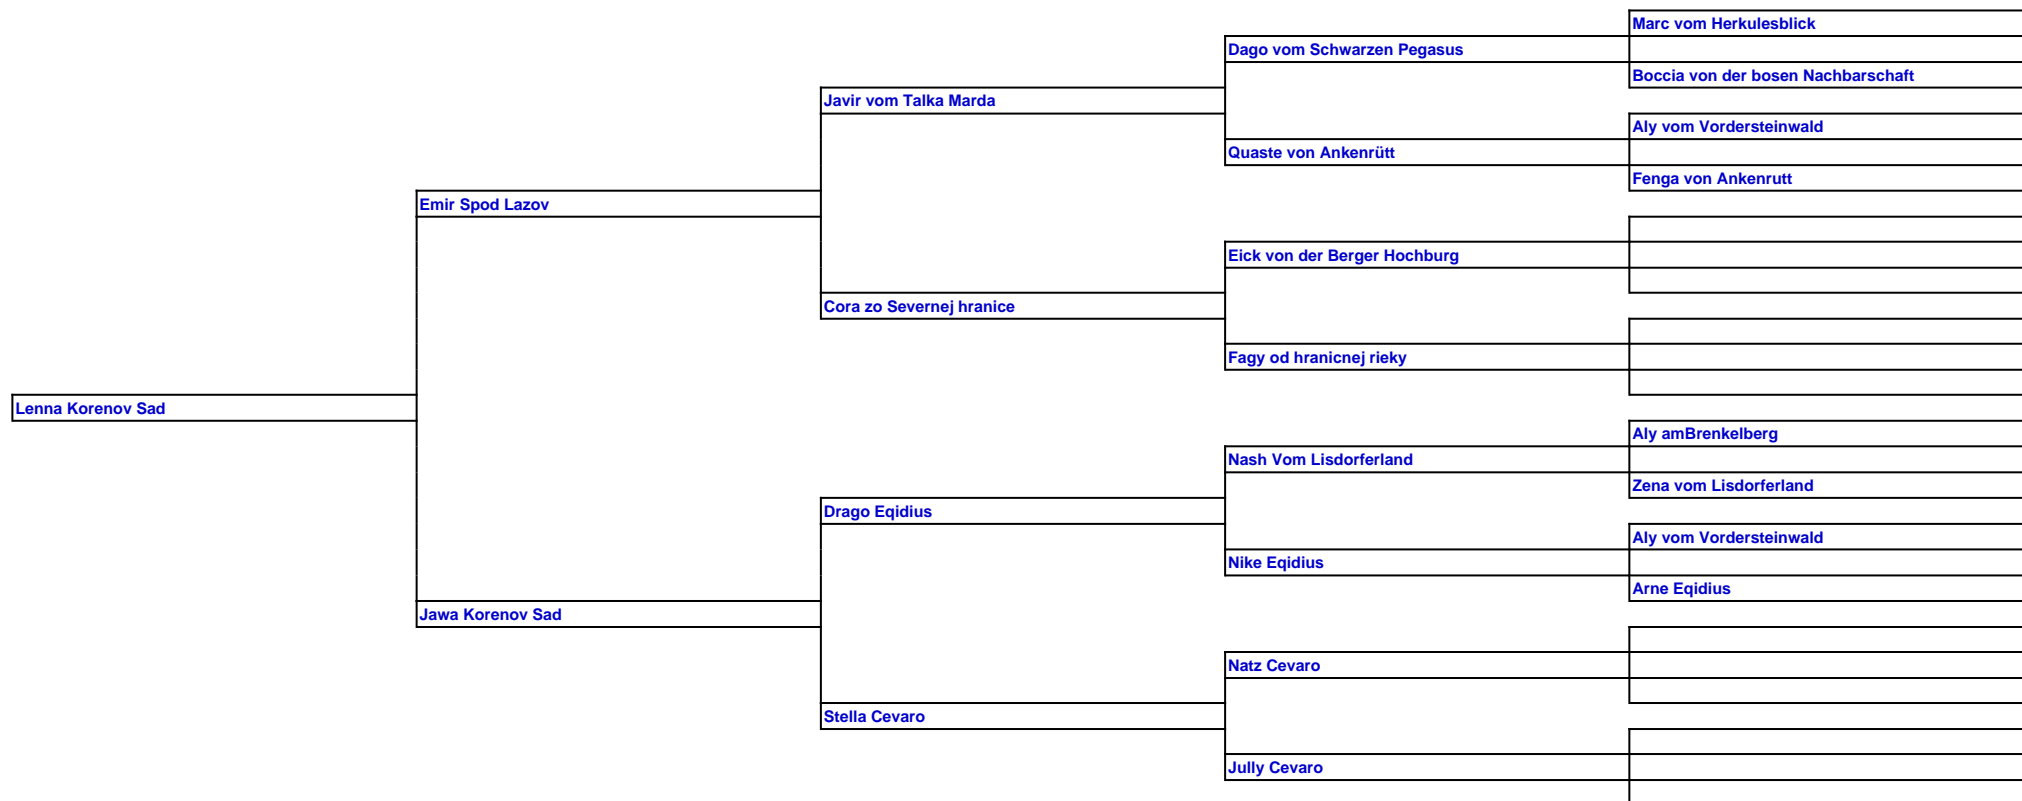 Marc vom Herkulesblick
Dago vom Schwarzen Pegasus
Boccia von der bosen Nachbarschaft
Javir vom Talka Marda
Aly vom Vordersteinwald
Quaste von Ankenrütt
Fenga von Ankenrutt
Emir Spod Lazov
Eick von der Berger Hochburg
Cora zo Severnej hranice
Fagy od hranicnej rieky
Lenna Korenov Sad
Aly amBrenkelberg
Nash Vom Lisdorferland
Zena vom Lisdorferland
Drago Eqidius
Aly vom Vordersteinwald
Nike Eqidius
Arne Eqidius
Jawa Korenov Sad
Natz Cevaro
Stella Cevaro
Jully Cevaro